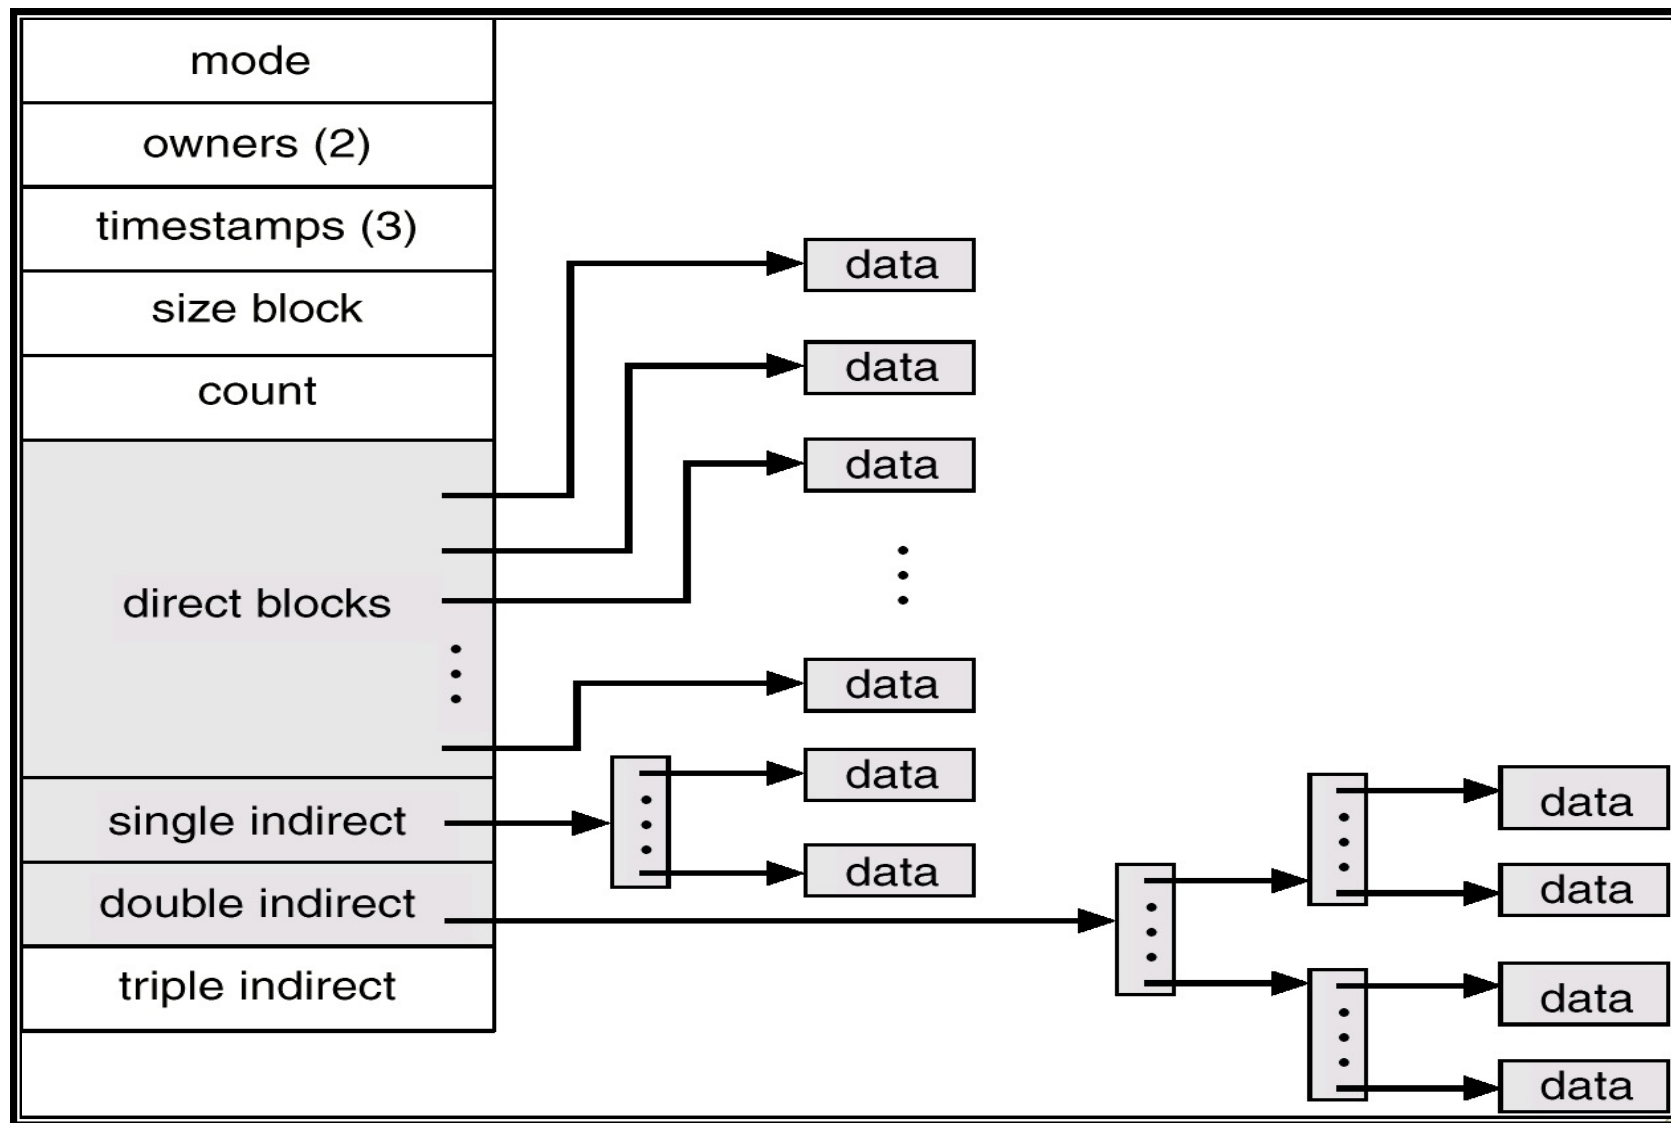 mode
owners (2)
timestamps (3)
size block
count
direct blocks
single indirect
double indirect
triple indirect
data
data
data
data
data
data
data
data
data
data